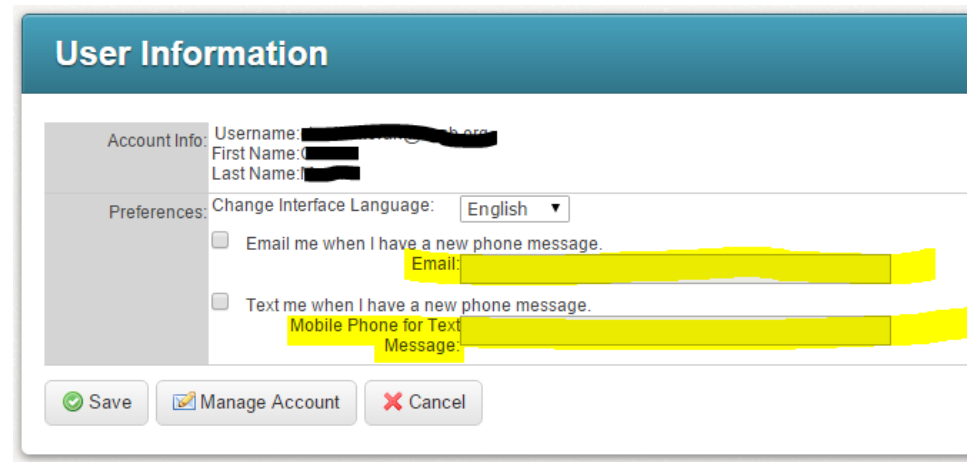 User Information
Account Info: Username:
First Name:
Last Name:
Preferences: Change Interface Language: English
Email me when I have a new phone message.
Email:
Text me when I have a new phone message.
Mobile Phone for Text
Message:
Save Manage Account Cancel